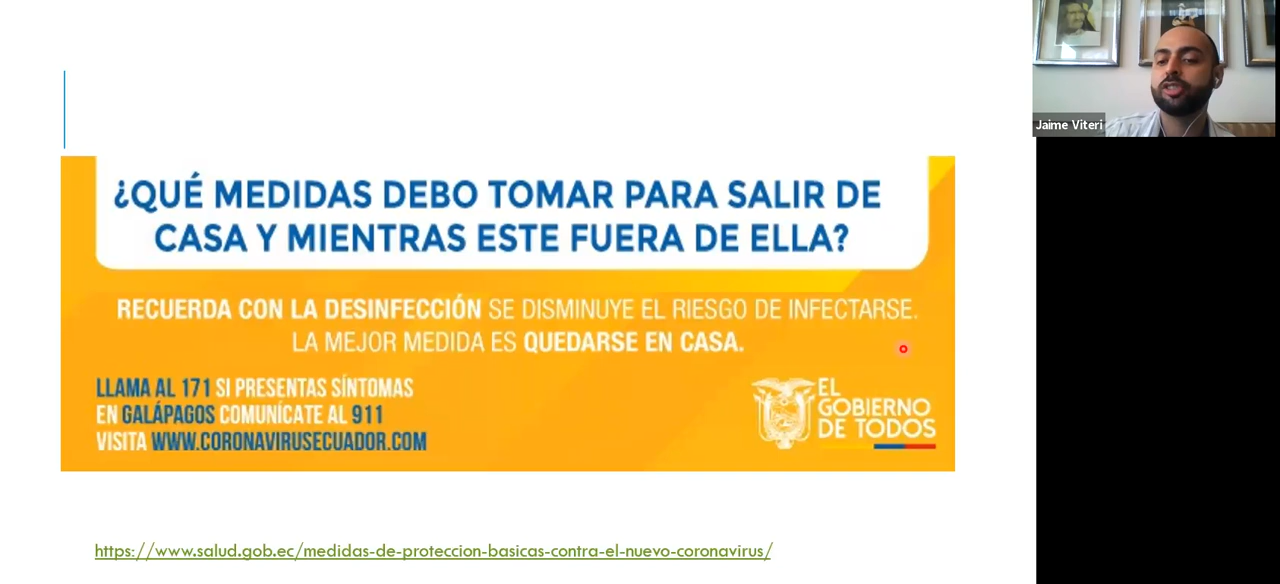 ¿QUÉ MEDIDAS DEBO TOMAR PARA SALIR DE
CASA Y MIENTRAS ESTE FUERA DE ELLA?
RECUERDA CON LA DESINFECCIÓN SE DISMINUYE EL RIESGO DE INFECTARSE.
LA MEJOR MEDIDA ES QUEDARSE EN CASA.
LLAMA AL 171 SI PRESENTAS SÍNTOMAS
EN GALÁPAGOS COMUNÍCATE AL 911
VISITA WWW.CORONAVIRUSECUADOR.COM
EL
GOBIERNO
DE TODOS
https://www.salud.gob.ec/medidas-de-proteccion-basicas-contra-el-nuevo-coronavirus/
Jaime Viteri